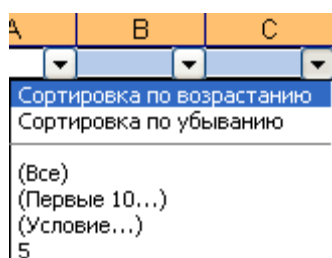 A B C
Сортировка по возрастанию
Сортировка по убыванию
(Все)
(Первые 10...)
(Условие...)
5